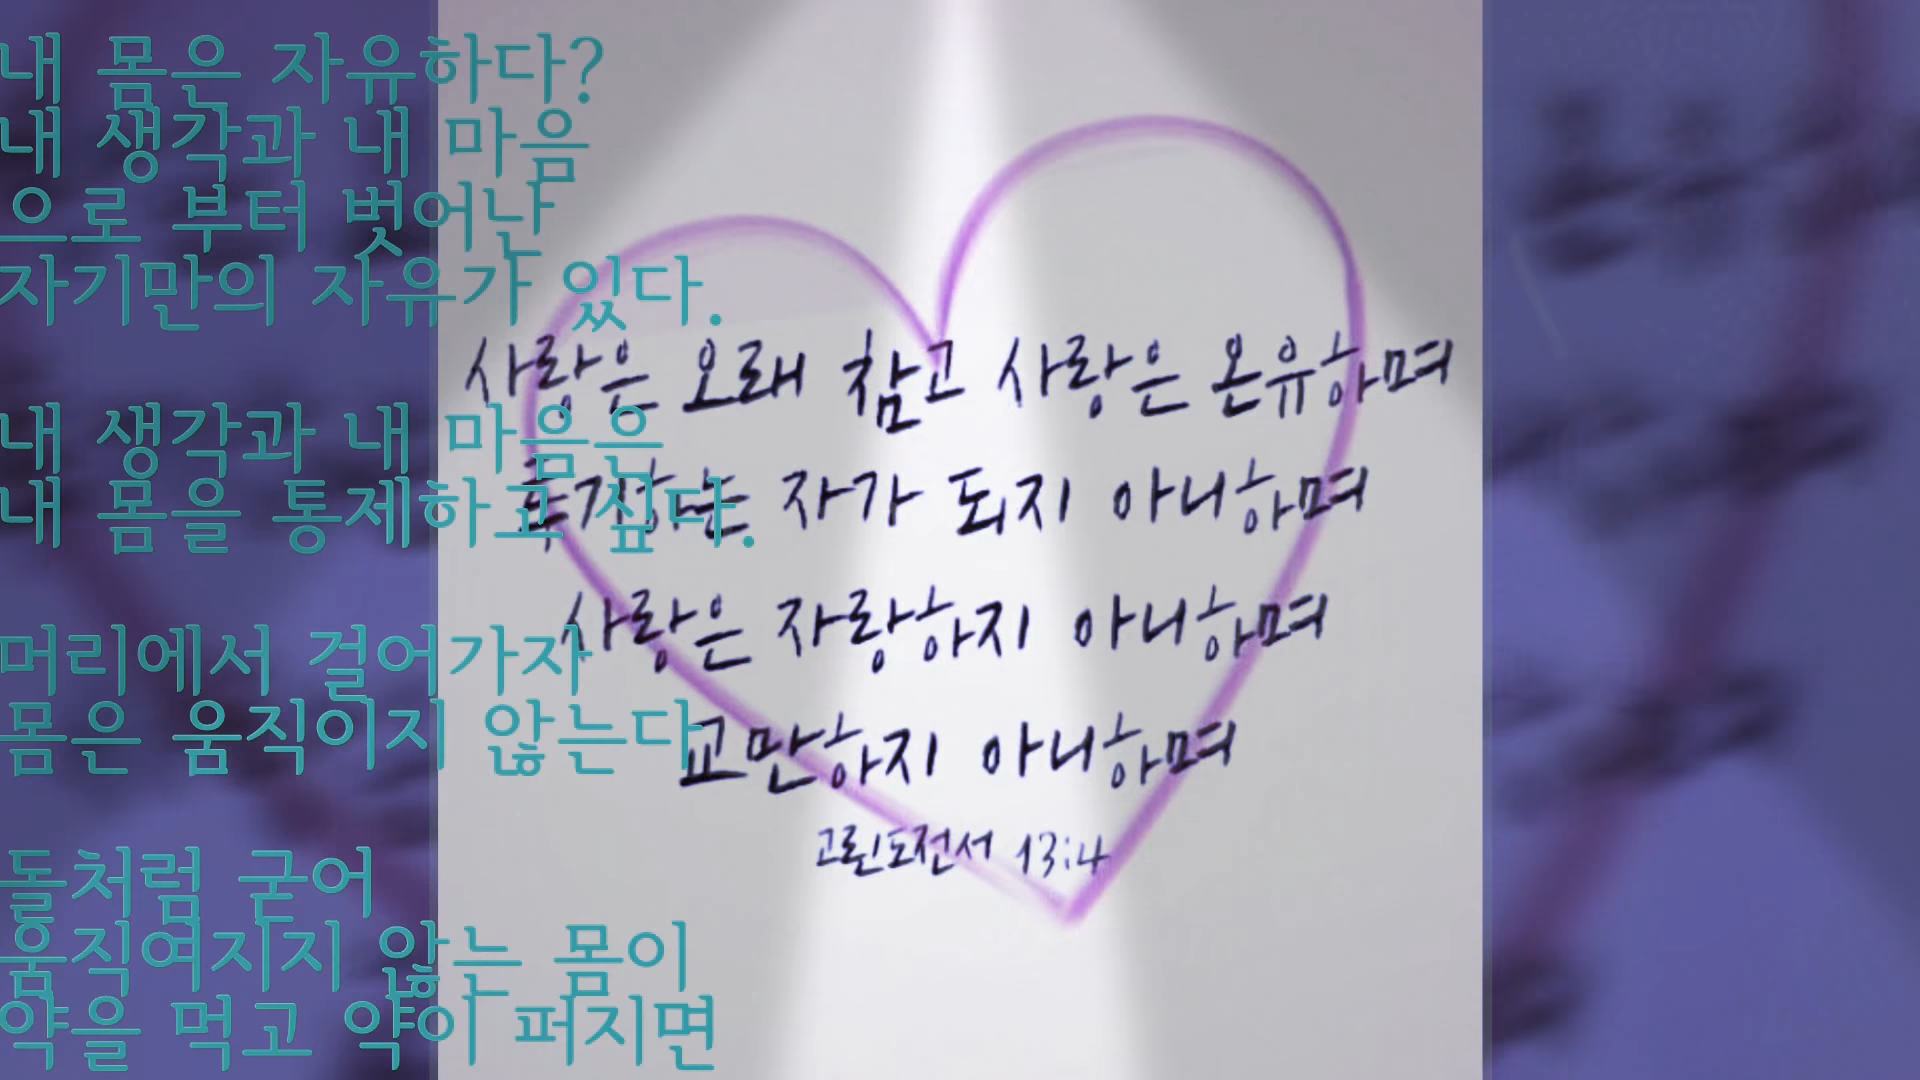 내 몸은 자유하다?
내 생각과 내 마음
으로 부터 벗어난
자기만의 자유가 있다.
내 생각과 내 마음은
내 몸을 통제하고 싶다.
머리에서 걸어가자
몸은 움직이지 않는다
돌처럼 굳어
움직여지지 않는 몸이
약을 먹고 약이 퍼지면
사랑은 오래 참고 사랑은 온유하며
투기하는 자가 되지 아니하며
사랑은 자랑하지 아니하며
교만하지 아니하며
고린도전서 13:4